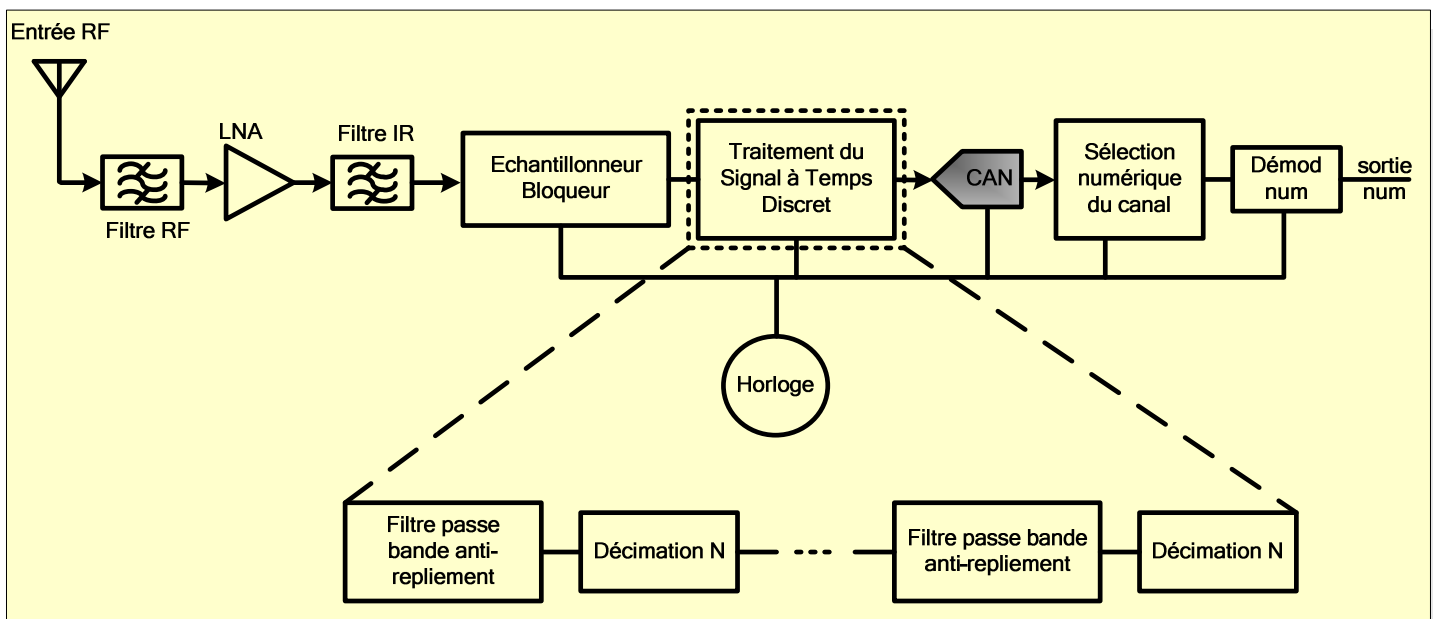 Entrée RF
LNA
Filtre IR
Filtre RF
Echantillonneur
Bloqueur
Traitement du
Signal à Temps
Discret
CAN
Sélection
numérique
du canal
Démod
num
sortie
num
Horloge
Filtre passe
bande anti-
repliement
Décimation N
Filtre passe bande
anti-repliement
Décimation N